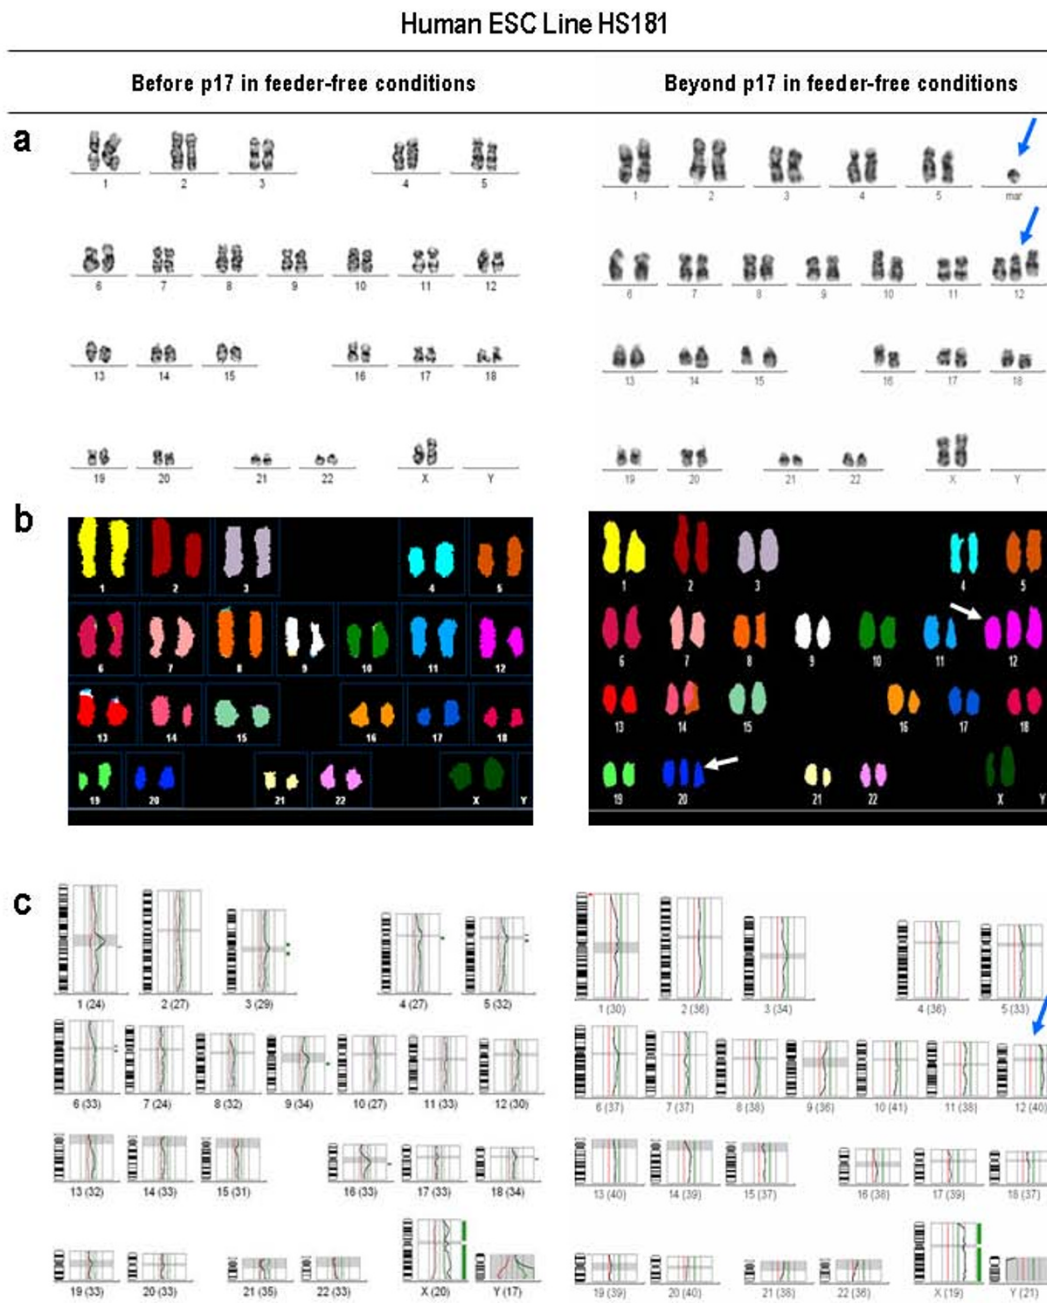 Human ESC Line HS181
Before p17 in feeder-free conditions
Beyond p17 in feeder-free conditions
a
1 2 3 4 5
6 7 8 9 10 11 12
13 14 15 16 17 18
19 20 21 22 X Y
1 2 3 4 5 mar
6 7 8 9 10 11 12
13 14 15 16 17 18
19 20 21 22 X Y
b
1 2 3 4 5
6 7 8 9 10 11 12
13 14 15 16 17 18
19 20 21 22 X Y
1 2 3 4 5
6 7 8 9 10 11 12
13 14 15 16 17 18
19 20 21 22 X Y
c
1 (24) 2 (27) 3 (29) 4 (27) 5 (32)
6 (33) 7 (24) 8 (32) 9 (34) 10 (27) 11 (33) 12 (30)
13 (32) 14 (33) 15 (31) 16 (33) 17 (33) 18 (34)
19 (33) 20 (33) 21 (35) 22 (33) X (20) Y (17)
1 (30) 2 (36) 3 (34) 4 (36) 5 (33)
6 (37) 7 (37) 8 (38) 9 (36) 10 (41) 11 (38) 12 (40)
13 (40) 14 (39) 15 (37) 16 (38) 17 (39) 18 (37)
19 (39) 20 (40) 21 (38) 22 (36) X (19) Y (21)